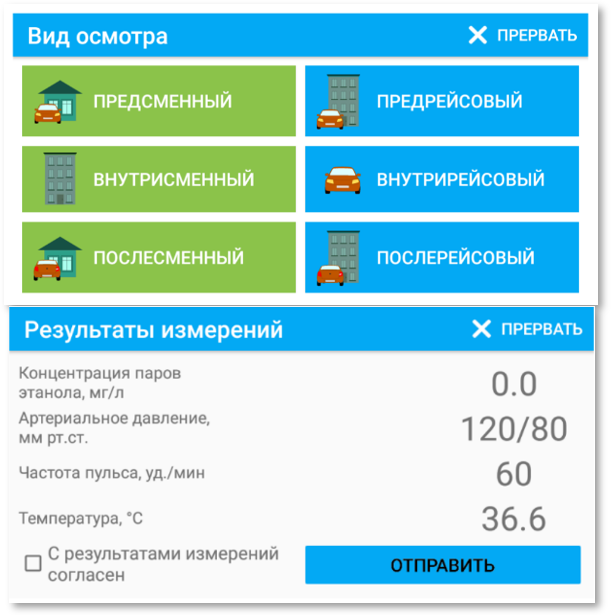 Вид осмотра
ПРЕРВАТЬ
ПРЕДСМЕННЫЙ
ПРЕДРЕЙСОВЫЙ
ВНУТРИСМЕННЫЙ
ВНУТРИРЕЙСОВЫЙ
ПОСЛЕСМЕННЫЙ
ПОСЛЕРЕЙСОВЫЙ
Результаты измерений
ПРЕРВАТЬ
Концентрация паров
этанола, мг/л
0.0
Артериальное давление,
мм рт.ст.
120/80
Частота пульса, уд./мин
60
Температура, °С
36.6
С результатами измерений
согласен
ОТПРАВИТЬ